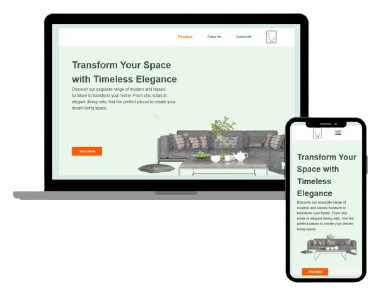 Product
Follow Me
Contact Me
Transform Your Space
with Timeless Elegance
Discover our exquisite range of modern and classic
furniture to transform your home. From chic sofas to
elegant dining sets, find the perfect pieces to create your
dream living space.
Shop Online
Transform Your
Space with
Timeless
Elegance
Discover our exquisite range of
modern and classic furniture to
transform your home. From chic
sofas to elegant dining sets, find the
perfect pieces to create your dream
living space.